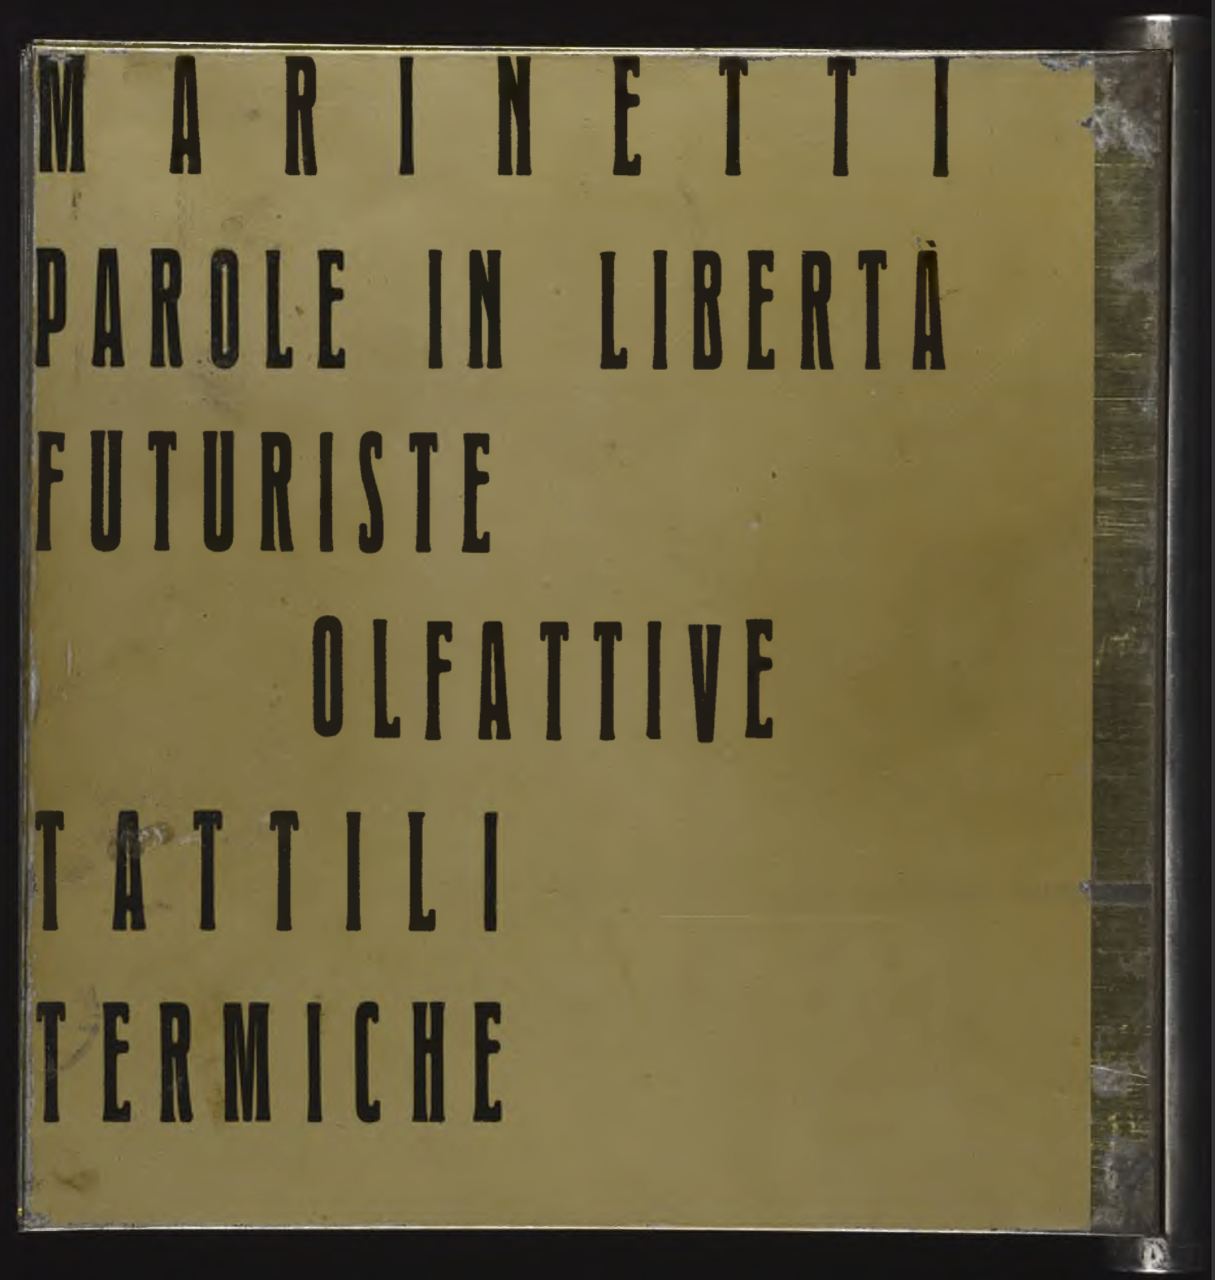 MARINETTI
PAROLE IN LIBERTÀ
FUTURISTE
OLFATTIVE
TATTILI
TERMICHE